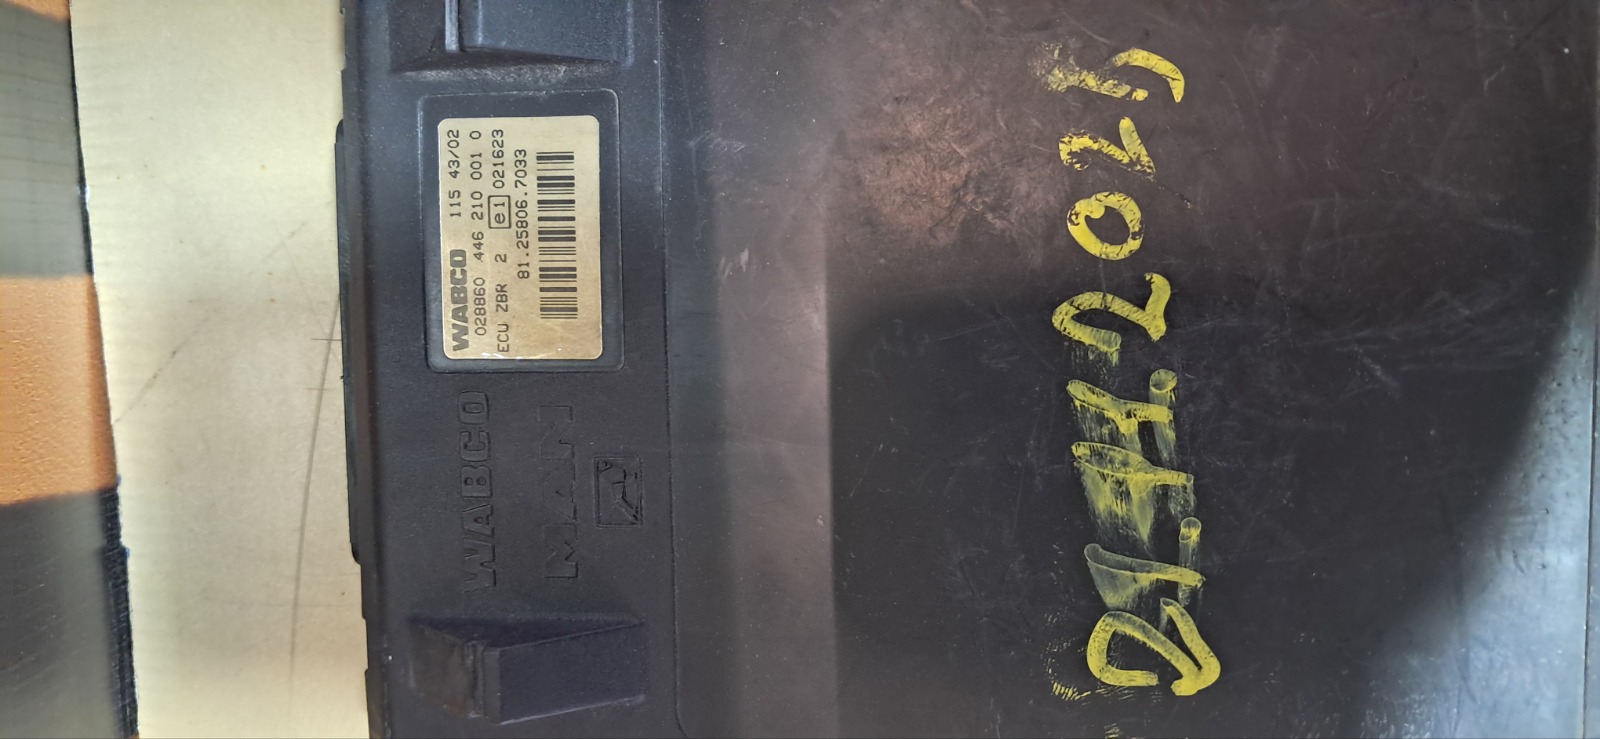 WABCO 115 43/02
028860 446 210 001 0
ECU ZBR 2 e1 021623
81.25806.7033
WABCO
MAN
21.11.2025